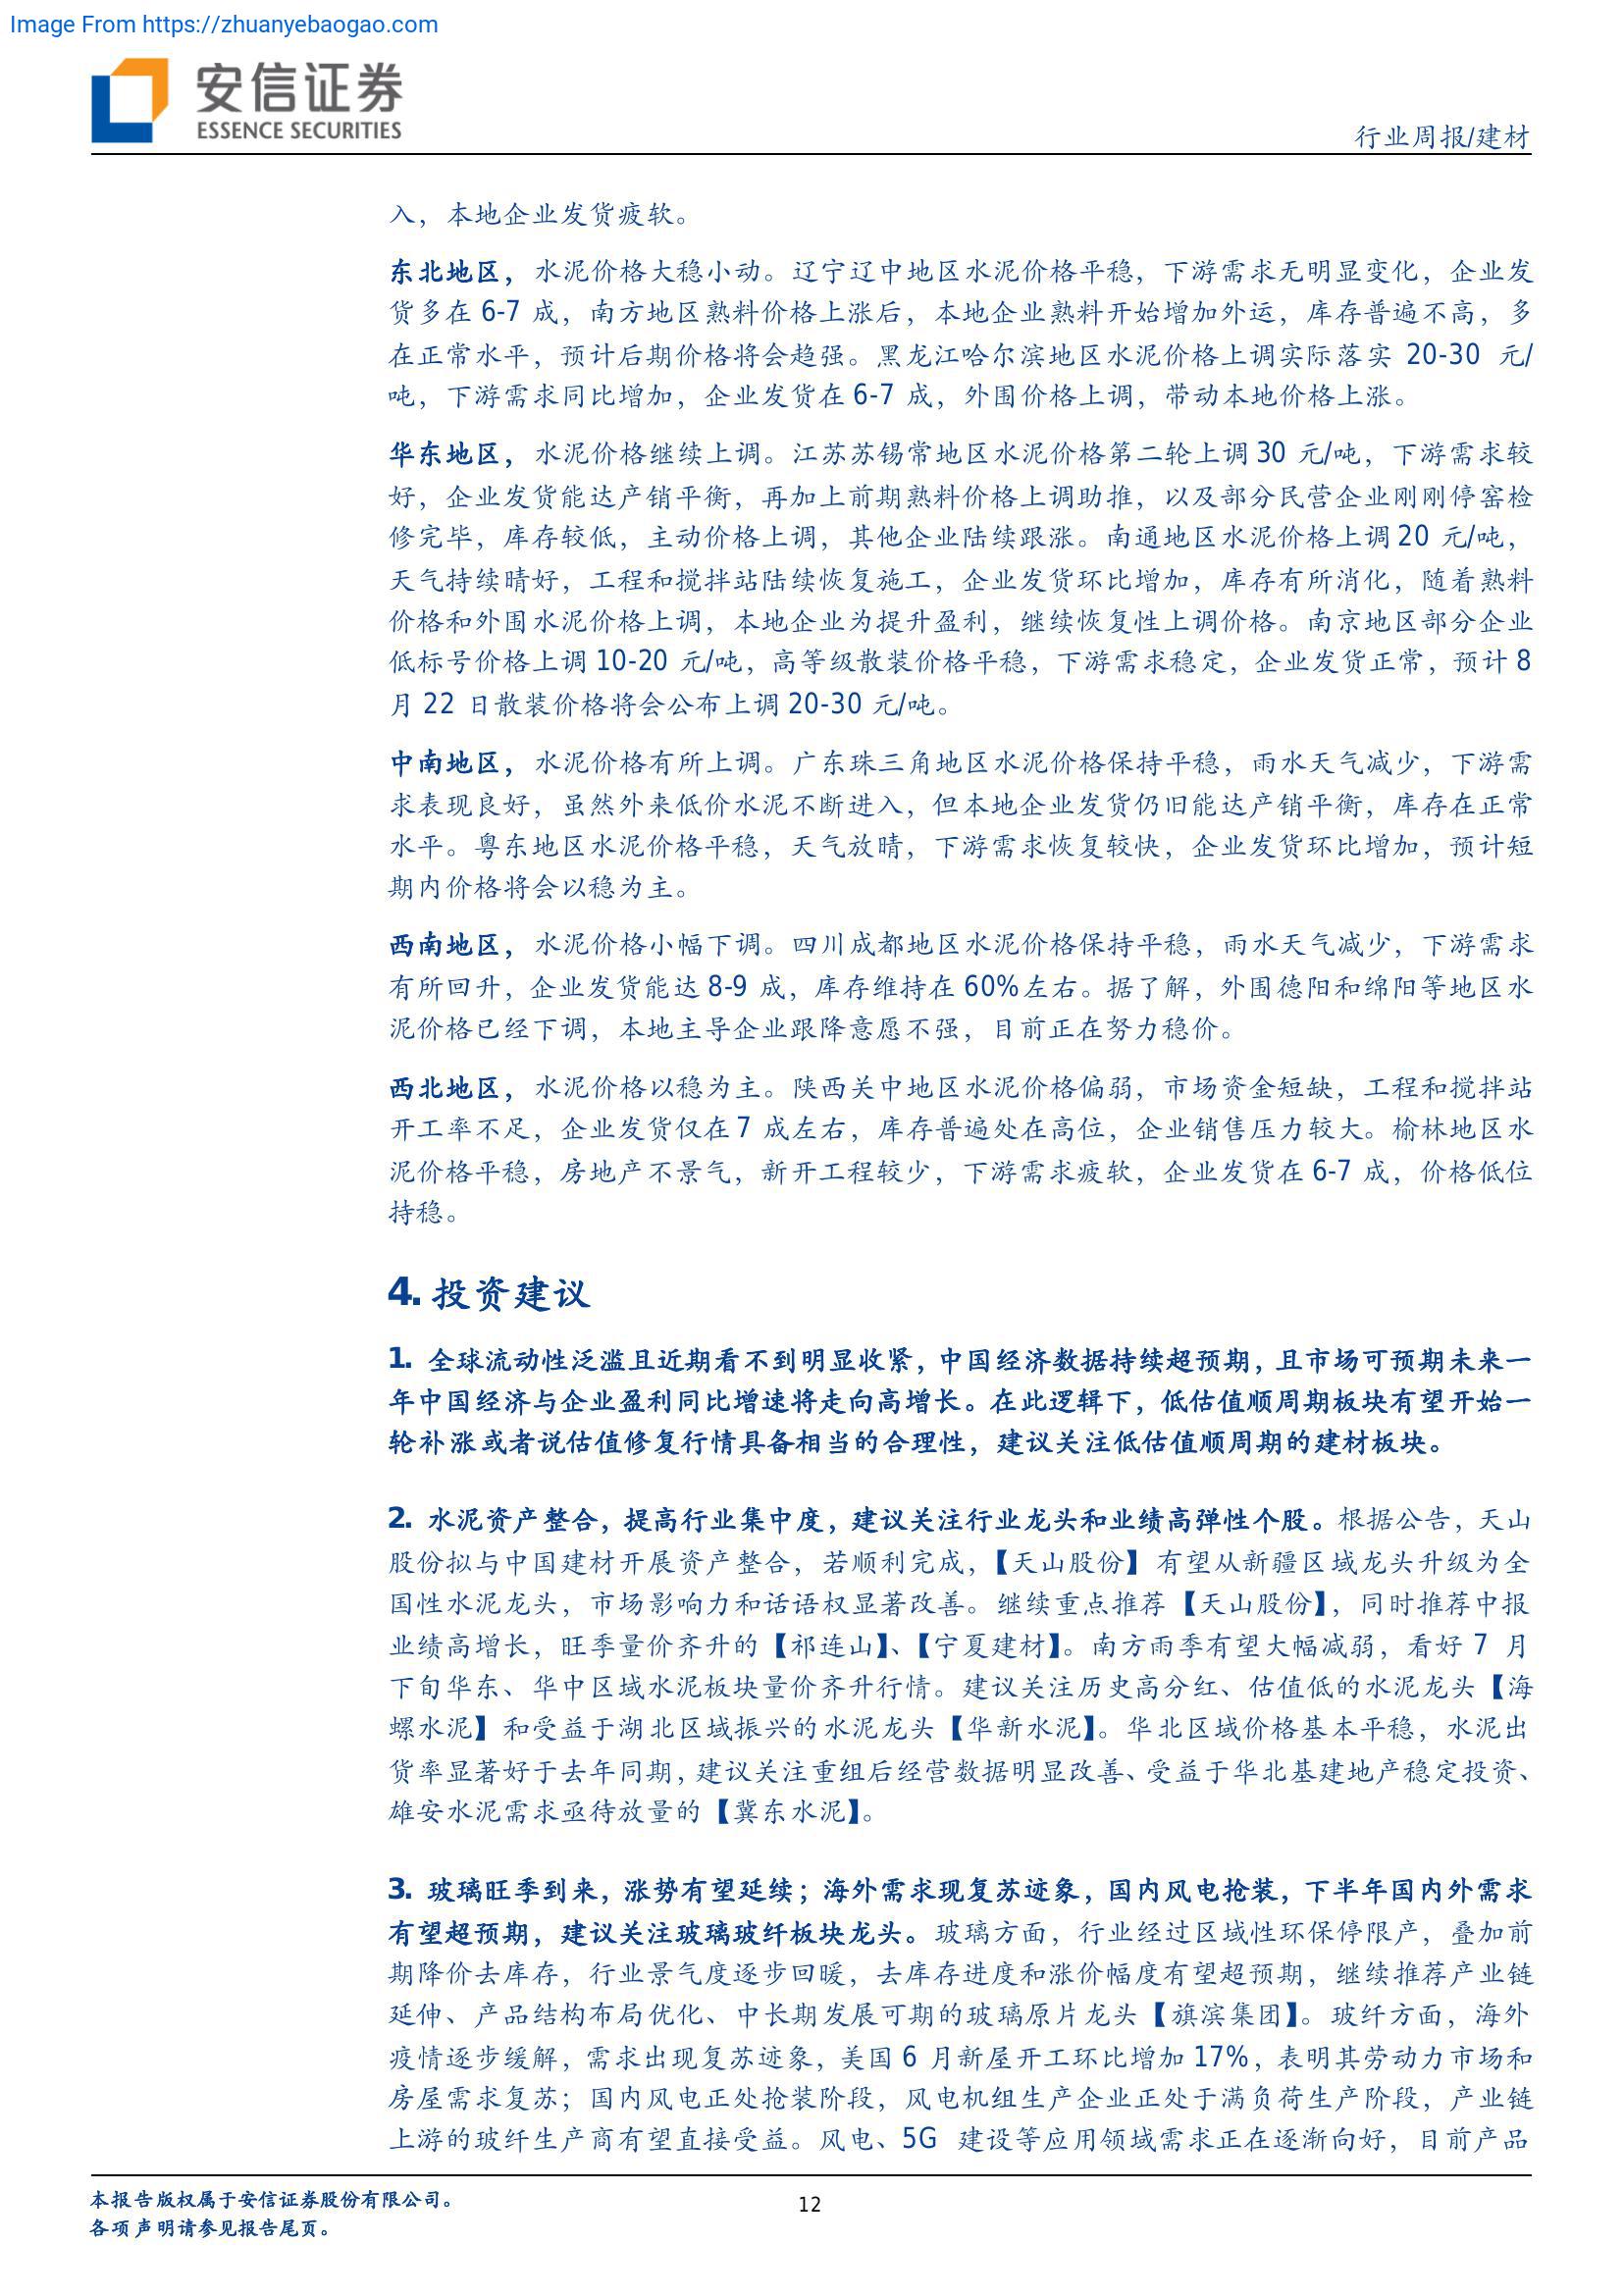 Image From https://zhuanyebaogao.com
安信证券
ESSENCE SECURITIES
行业周报/建材
入，本地企业发货疲软。
东北地区，水泥价格大稳小动。辽宁辽中地区水泥价格平稳，下游需求无明显变化，企业发
货多在 6-7 成，南方地区熟料价格上涨后，本地企业熟料开始增加外运，库存普遍不高，多
在正常水平，预计后期价格将会趋强。黑龙江哈尔滨地区水泥价格上调实际落实 20-30 元/
吨，下游需求同比增加，企业发货在 6-7 成，外围价格上调，带动本地价格上涨。
华东地区，水泥价格继续上调。江苏苏锡常地区水泥价格第二轮上调 30 元/吨，下游需求较
好，企业发货能达产销平衡，再加上前期熟料价格上调助推，以及部分民营企业刚刚停窑检
修完毕，库存较低，主动价格上调，其他企业陆续跟涨。南通地区水泥价格上调 20 元/吨，
天气持续晴好，工程和搅拌站陆续恢复施工，企业发货环比增加，库存有所消化，随着熟料
价格和外围水泥价格上调，本地企业为提升盈利，继续恢复性上调价格。南京地区部分企业
低标号价格上调 10-20 元/吨，高等级散装价格平稳，下游需求稳定，企业发货正常，预计 8
月 22 日散装价格将会公布上调 20-30 元/吨。
中南地区，水泥价格有所上调。广东珠三角地区水泥价格保持平稳，雨水天气减少，下游需
求表现良好，虽然外来低价水泥不断进入，但本地企业发货仍旧能达产销平衡，库存在正常
水平。粤东地区水泥价格平稳，天气放晴，下游需求恢复较快，企业发货环比增加，预计短
期内价格将会以稳为主。
西南地区，水泥价格小幅下调。四川成都地区水泥价格保持平稳，雨水天气减少，下游需求
有所回升，企业发货能达 8-9 成，库存维持在 60%左右。据了解，外围德阳和绵阳等地区水
泥价格已经下调，本地主导企业跟降意愿不强，目前正在努力稳价。
西北地区，水泥价格以稳为主。陕西关中地区水泥价格偏弱，市场资金短缺，工程和搅拌站
开工率不足，企业发货仅在 7 成左右，库存普遍处在高位，企业销售压力较大。榆林地区水
泥价格平稳，房地产不景气，新开工程较少，下游需求疲软，企业发货在 6-7 成，价格低位
持稳。
4. 投资建议
1. 全球流动性泛滥且近期看不到明显收紧，中国经济数据持续超预期，且市场可预期未来一
年中国经济与企业盈利同比增速将走向高增长。在此逻辑下，低估值顺周期板块有望开始一
轮补涨或者说估值修复行情具备相当的合理性，建议关注低估值顺周期的建材板块。
2. 水泥资产整合，提高行业集中度，建议关注行业龙头和业绩高弹性个股。根据公告，天山
股份拟与中国建材开展资产整合，若顺利完成，【天山股份】有望从新疆区域龙头升级为全
国性水泥龙头，市场影响力和话语权显著改善。继续重点推荐【天山股份】，同时推荐中报
业绩高增长，旺季量价齐升的【祁连山】、【宁夏建材】。南方雨季有望大幅减弱，看好 7 月
下旬华东、华中区域水泥板块量价齐升行情。建议关注历史高分红、估值低的水泥龙头【海
螺水泥】和受益于湖北区域振兴的水泥龙头【华新水泥】。华北区域价格基本平稳，水泥出
货率显著好于去年同期，建议关注重组后经营数据明显改善、受益于华北基建地产稳定投资、
雄安水泥需求亟待放量的【冀东水泥】。
3. 玻璃旺季到来，涨势有望延续；海外需求现复苏迹象，国内风电抢装，下半年国内外需求
有望超预期，建议关注玻璃玻纤板块龙头。玻璃方面，行业经过区域性环保停限产，叠加前
期降价去库存，行业景气度逐步回暖，去库存进度和涨价幅度有望超预期，继续推荐产业链
延伸、产品结构布局优化、中长期发展可期的玻璃原片龙头【旗滨集团】。玻纤方面，海外
疫情逐步缓解，需求出现复苏迹象，美国 6 月新屋开工环比增加 17%，表明其劳动力市场和
房屋需求复苏；国内风电正处抢装阶段，风电机组生产企业正处于满负荷生产阶段，产业链
上游的玻纤生产商有望直接受益。风电、5G 建设等应用领域需求正在逐渐向好，目前产品
本报告版权属于安信证券股份有限公司。
12
各项声明请参见报告尾页。